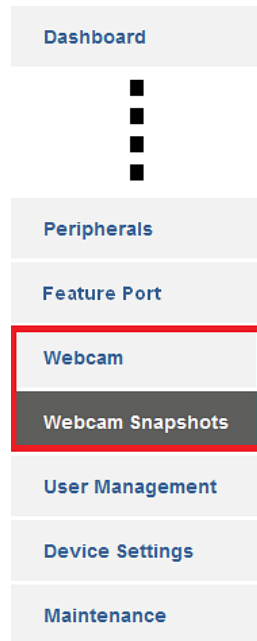 Dashboard
Peripherals
Feature Port
Webcam
Webcam Snapshots
User Management
Device Settings
Maintenance